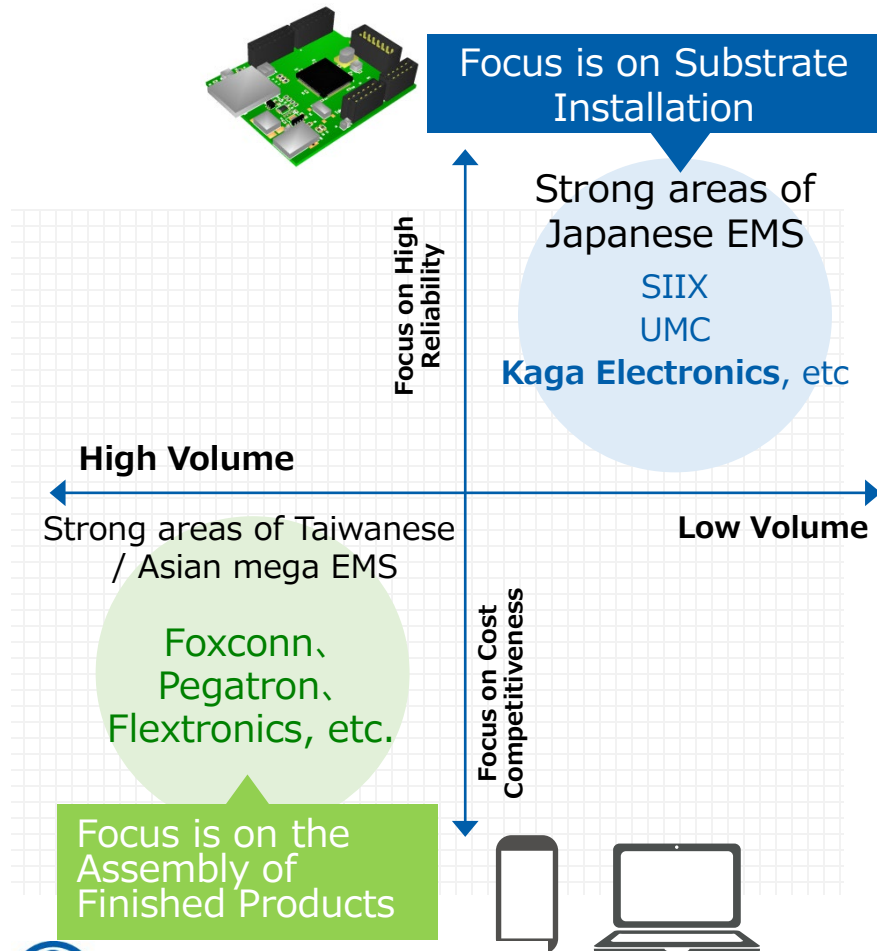 Focus is on Substrate
Installation
Strong areas of
Japanese EMS
SIIX
UMC
Kaga Electronics, etc
Focus on High
Reliability
High Volume
Low Volume
Strong areas of Taiwanese
/ Asian mega EMS
Foxconn、
Pegatron、
Flextronics, etc.
Focus on Cost
Competitiveness
Focus is on the
Assembly of
Finished Products